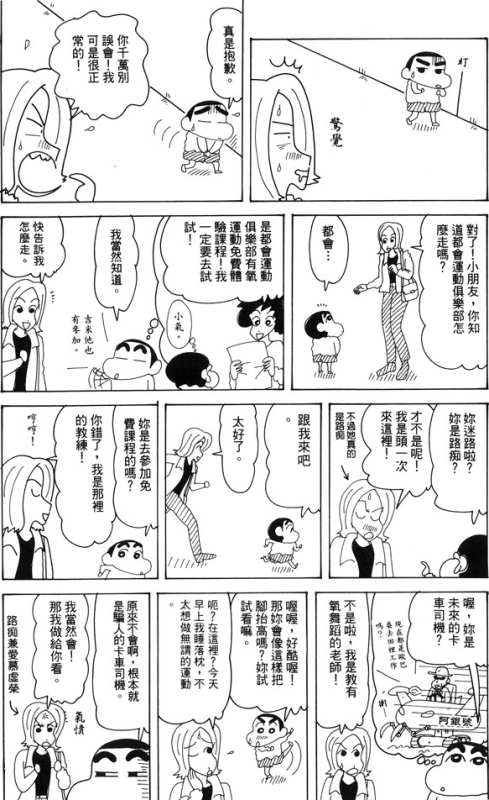 盯
驚覺
真是抱歉。
你千萬別
誤會！我
可是很正
常的！
對了！小朋友，你知
道都會運動俱樂部怎
麼走嗎？
都會…
是都會運動
俱樂部有氧
運動免費體
驗課程！我
一定要去試
試！
小氣。
我當然知道。
快告訴我
怎麼走。
妳迷路啦？
妳是路痴？
才不是呢！
我是頭一次
來這裡！
不過她真的
是路痴
跟我來吧
。
太好了。
妳是去參加免
費課程的嗎？
你錯了，我是那裡
的教練！
哼哼！
喔，妳是
未來的卡
車司機？
阿銀號
不是啦，我是教有
氧舞蹈的老師！
喔喔，好酷喔！
那妳會像這樣把
腳抬高嗎？妳試
試看嘛。
呃？在這裡？今天
早上我睡落枕，不
太想做無謂的運動
。
原來不會啊，根本就
是騙人的卡車司機。
我當然會！
那我做給你看。
氣憤
路痴兼愛慕虛榮